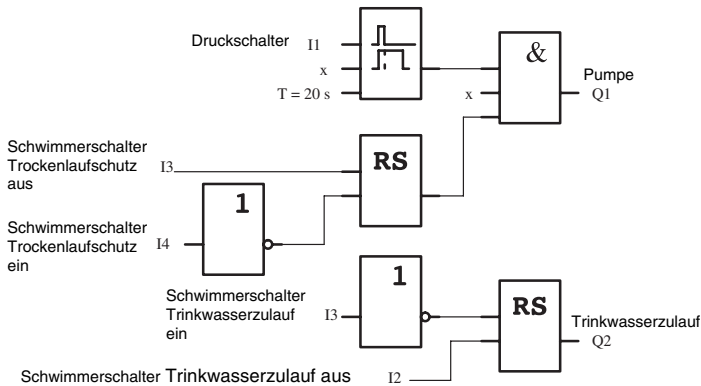 Druckschalter I1
x
T = 20 s
&
x
Pumpe
Q1
Schwimmerschalter
Trockenlaufschutz
aus
I3
RS
Schwimmerschalter
Trockenlaufschutz
ein
I4
1
Schwimmerschalter
Trinkwasserzulauf
ein
I3
1
RS
Trinkwasserzulauf
Q2
Schwimmerschalter Trinkwasserzulauf aus I2